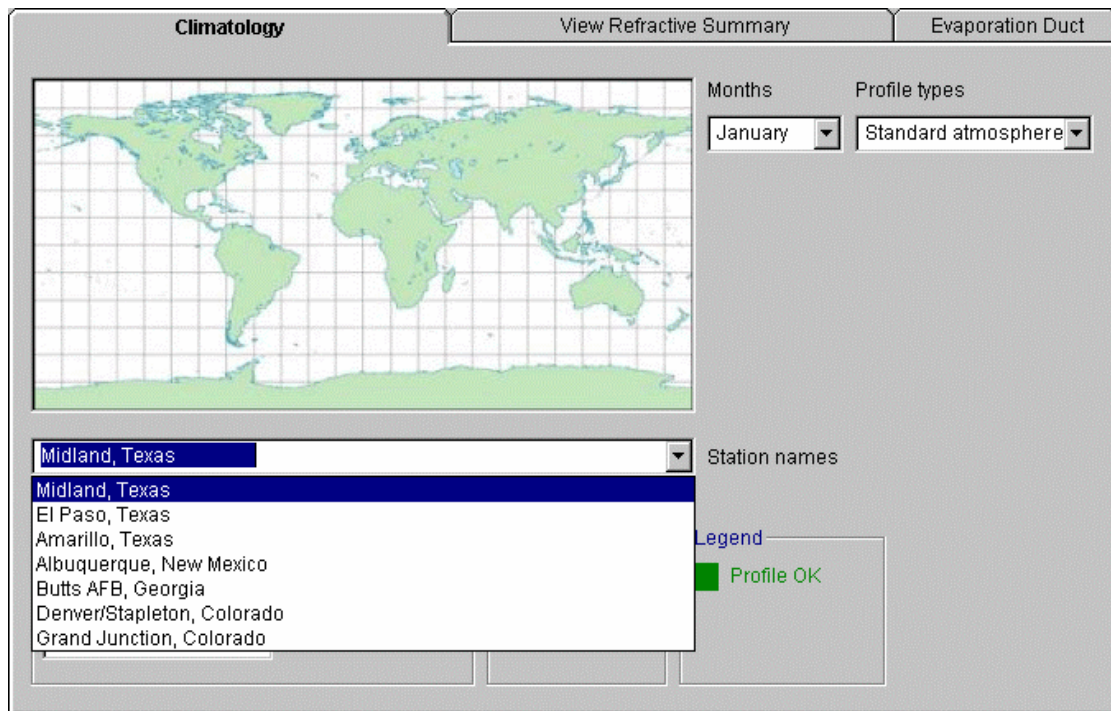 Climatology
View Refractive Summary
Evaporation Duct
Months
Profile types
January
Standard atmosphere
Midland, Texas
Station names
Midland, Texas
El Paso, Texas
Amarillo, Texas
Albuquerque, New Mexico
Butts AFB, Georgia
Denver/Stapleton, Colorado
Grand Junction, Colorado
Legend
Profile OK